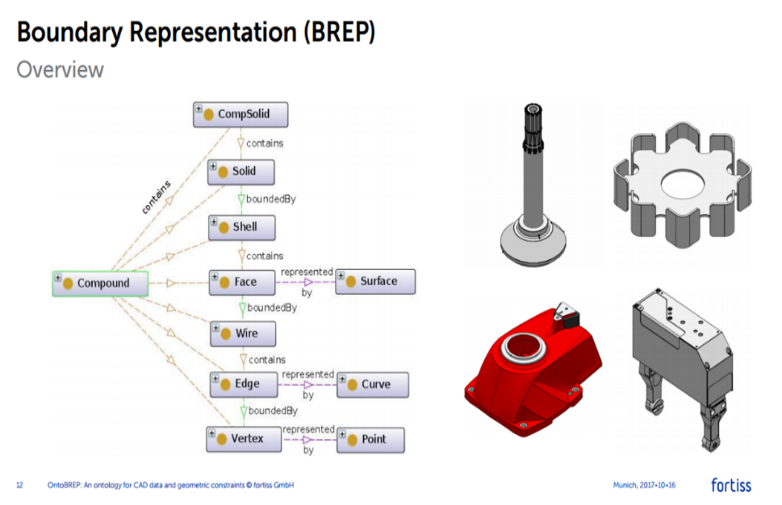 Boundary Representation (BREP)
Overview
CompSolid
contains
Solid
contains
boundedBy
Shell
contains
Compound
Face
represented
by
Surface
boundedBy
Wire
contains
Edge
represented
by
Curve
boundedBy
Vertex
represented
by
Point
12
OntoBREP: An ontology for CAD data and geometric constraints © fortiss GmbH
Munich, 2017-10-16
fortiss